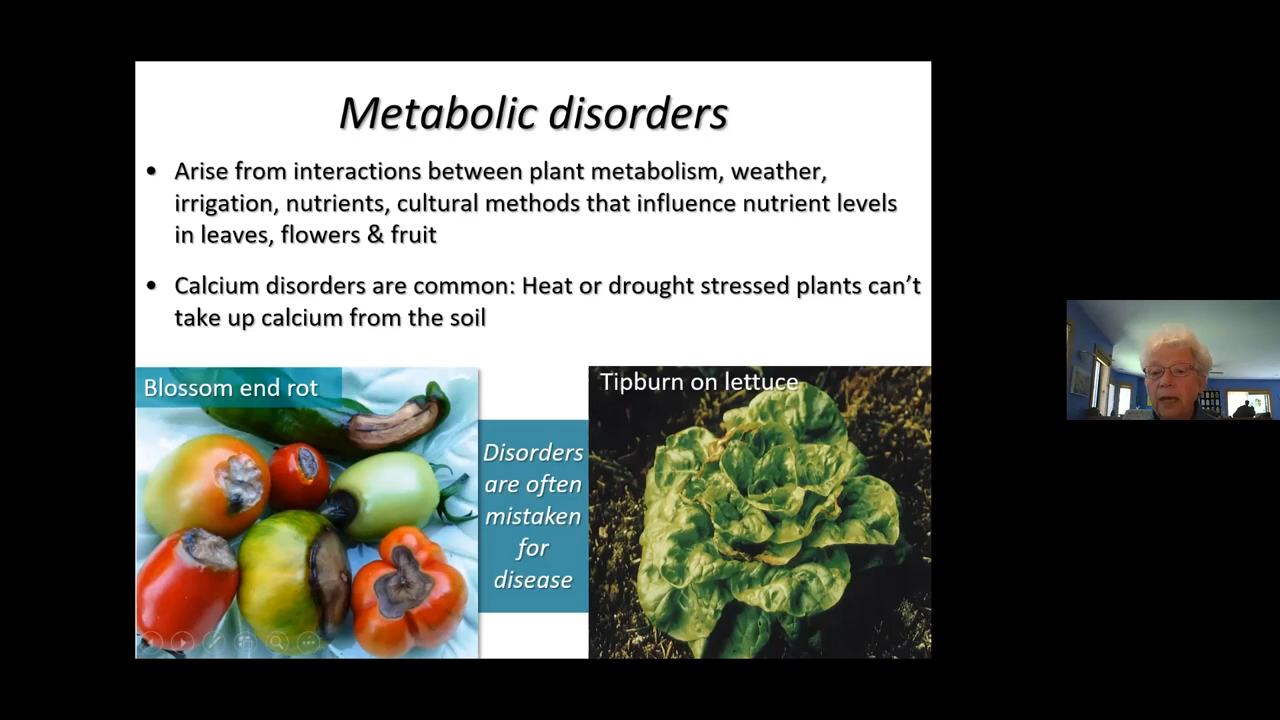 Metabolic disorders
• Arise from interactions between plant metabolism, weather,
irrigation, nutrients, cultural methods that influence nutrient levels
in leaves, flowers & fruit
• Calcium disorders are common: Heat or drought stressed plants can’t
take up calcium from the soil
Blossom end rot
Disorders
are often
mistaken
for
disease
Tipburn on lettuce